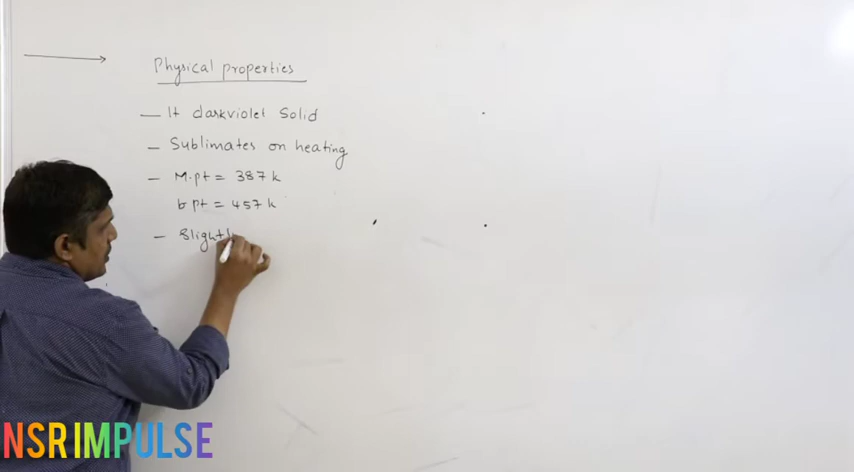 Physical properties
— It darkviolet Solid
— Sublimates on heating
— M.pt = 387 k
b pt = 457 k
— Slightl
NSRIMPULSE